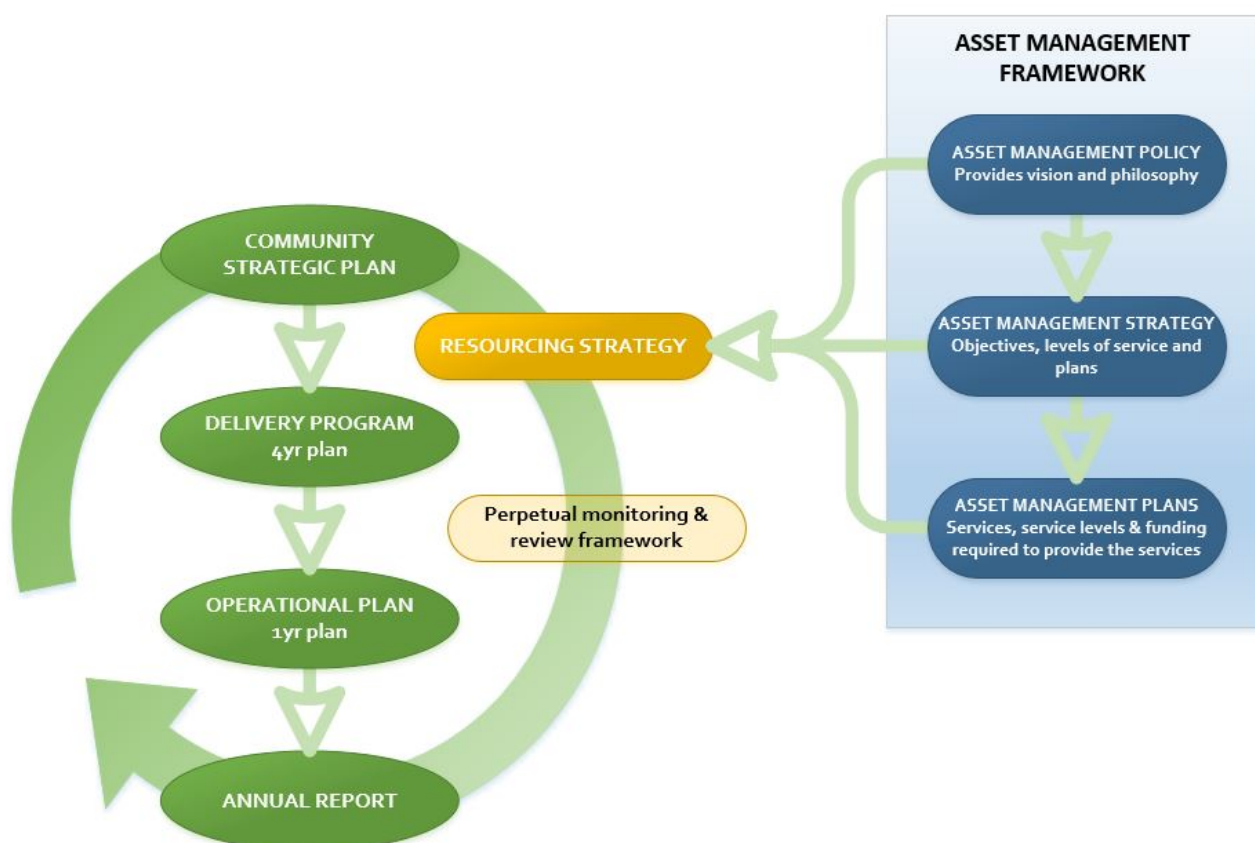 ASSET MANAGEMENT
FRAMEWORK
ASSET MANAGEMENT POLICY
Provides vision and philosophy
COMMUNITY
STRATEGIC PLAN
RESOURCING STRATEGY
ASSET MANAGEMENT STRATEGY
Objectives, levels of service and
plans
DELIVERY PROGRAM
4yr plan
Perpetual monitoring &
review framework
ASSET MANAGEMENT PLANS
Services, service levels & funding
required to provide the services
OPERATIONAL PLAN
1yr plan
ANNUAL REPORT